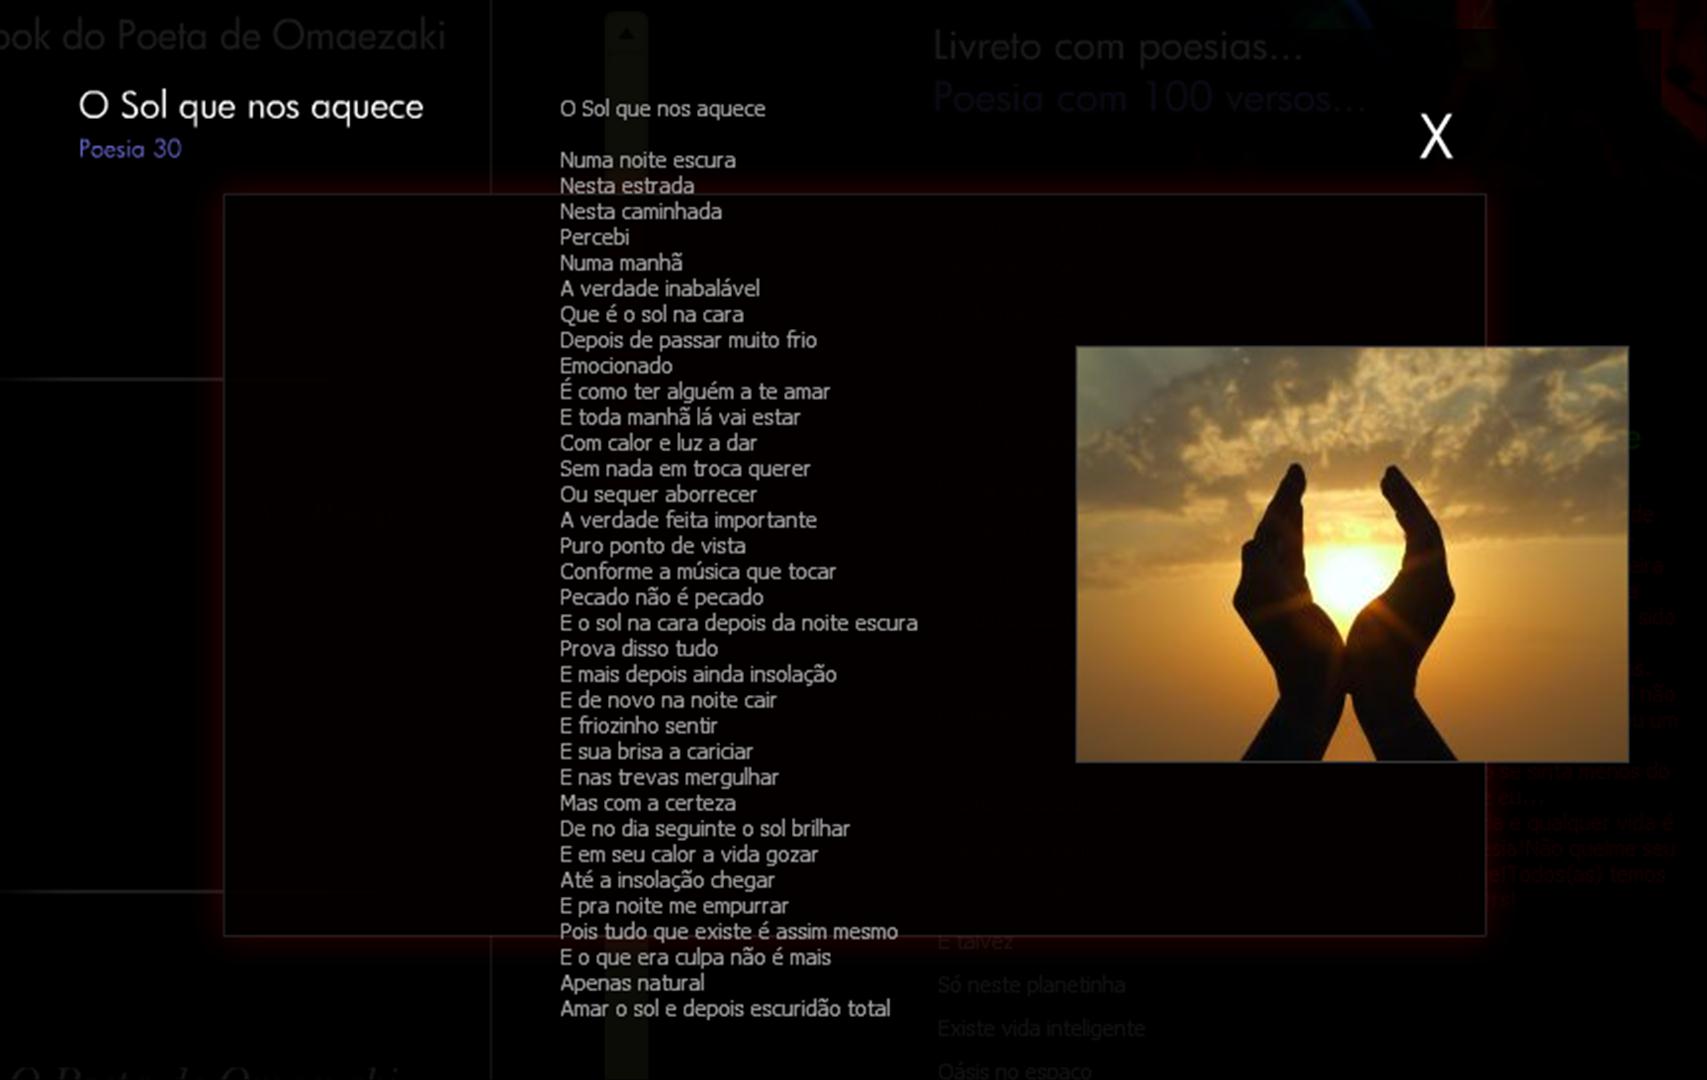 ook do Poeta de Omaezaki
Livreto com poesias...
Poesia com 100 versos...
O Sol que nos aquece
Poesia 30
X
O Sol que nos aquece
Numa noite escura
Nesta estrada
Nesta caminhada
Percebi
Numa manhã
A verdade inabalável
Que é o sol na cara
Depois de passar muito frio
Emocionado
É como ter alguém a te amar
E toda manhã lá vai estar
Com calor e luz a dar
Sem nada em troca querer
Ou sequer aborrecer
A verdade feita importante
Puro ponto de vista
Conforme a música que tocar
Pecado não é pecado
E o sol na cara depois da noite escura
Prova disso tudo
E mais depois ainda insolação
E de novo na noite cair
E friozinho sentir
E sua brisa a cariciar
E nas trevas mergulhar
Mas com a certeza
De no dia seguinte o sol brilhar
E em seu calor a vida gozar
Até a insolação chegar
E pra noite me empurrar
Pois tudo que existe é assim mesmo
E o que era culpa não é mais
Apenas natural
Amar o sol e depois escuridão total
E talvez
Só neste planetinha
Existe vida inteligente
Oásis no espaço
O Poeta de Omaezaki